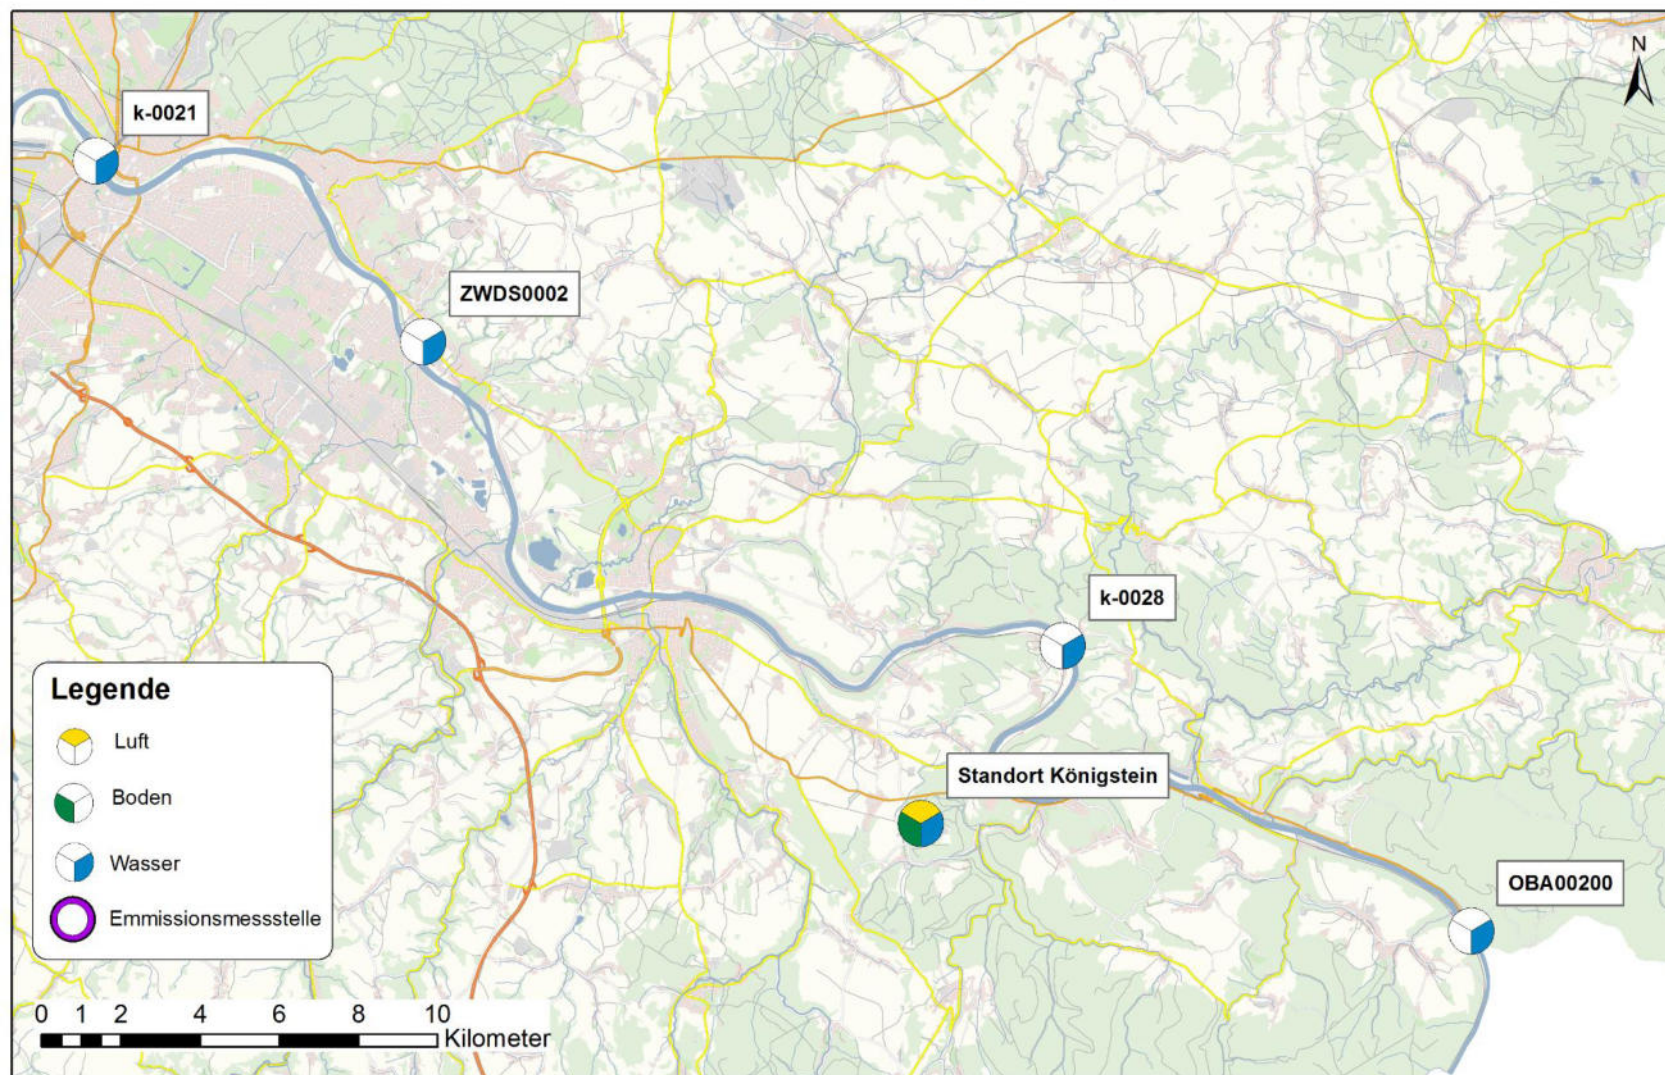 N
k-0021
ZWDS0002
k-0028
Standort Königstein
OBA00200
Legende
Luft
Boden
Wasser
Emmissionsmessstelle
0 1 2 4 6 8 10
Kilometer